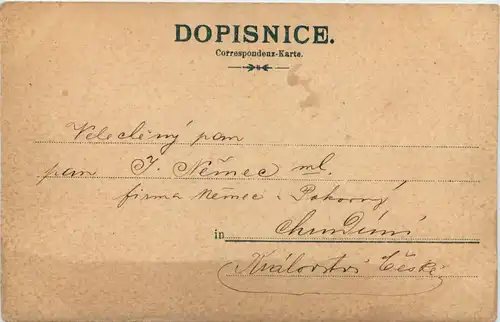 DOPISNICE.
Correspondenz-Karte.
Velectěný pan
pan J. Němec ml.
firma Němec a Pokorný
in Chrudimi
Království České